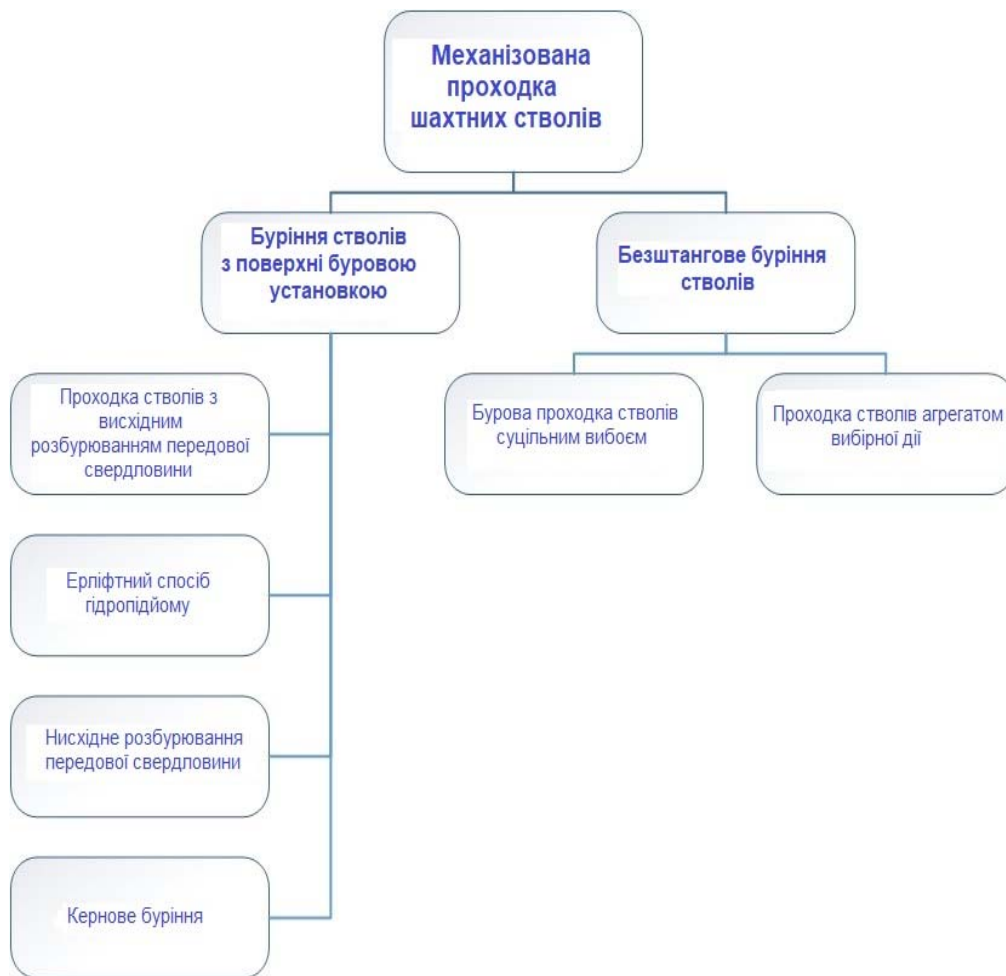 Механізована
проходка
шахтних стволів
Буріння стволів
з поверхні буровою
установкою
Безштангове буріння
стволів
Проходка стволів з
висхідним
розбурюванням передової
свердловини
Бурова проходка стволів
суцільним вибоєм
Проходка стволів агрегатом
вибірної дії
Ерліфтний спосіб
гідропідйому
Нисхідне розбурювання
передової свердловини
Кернове буріння